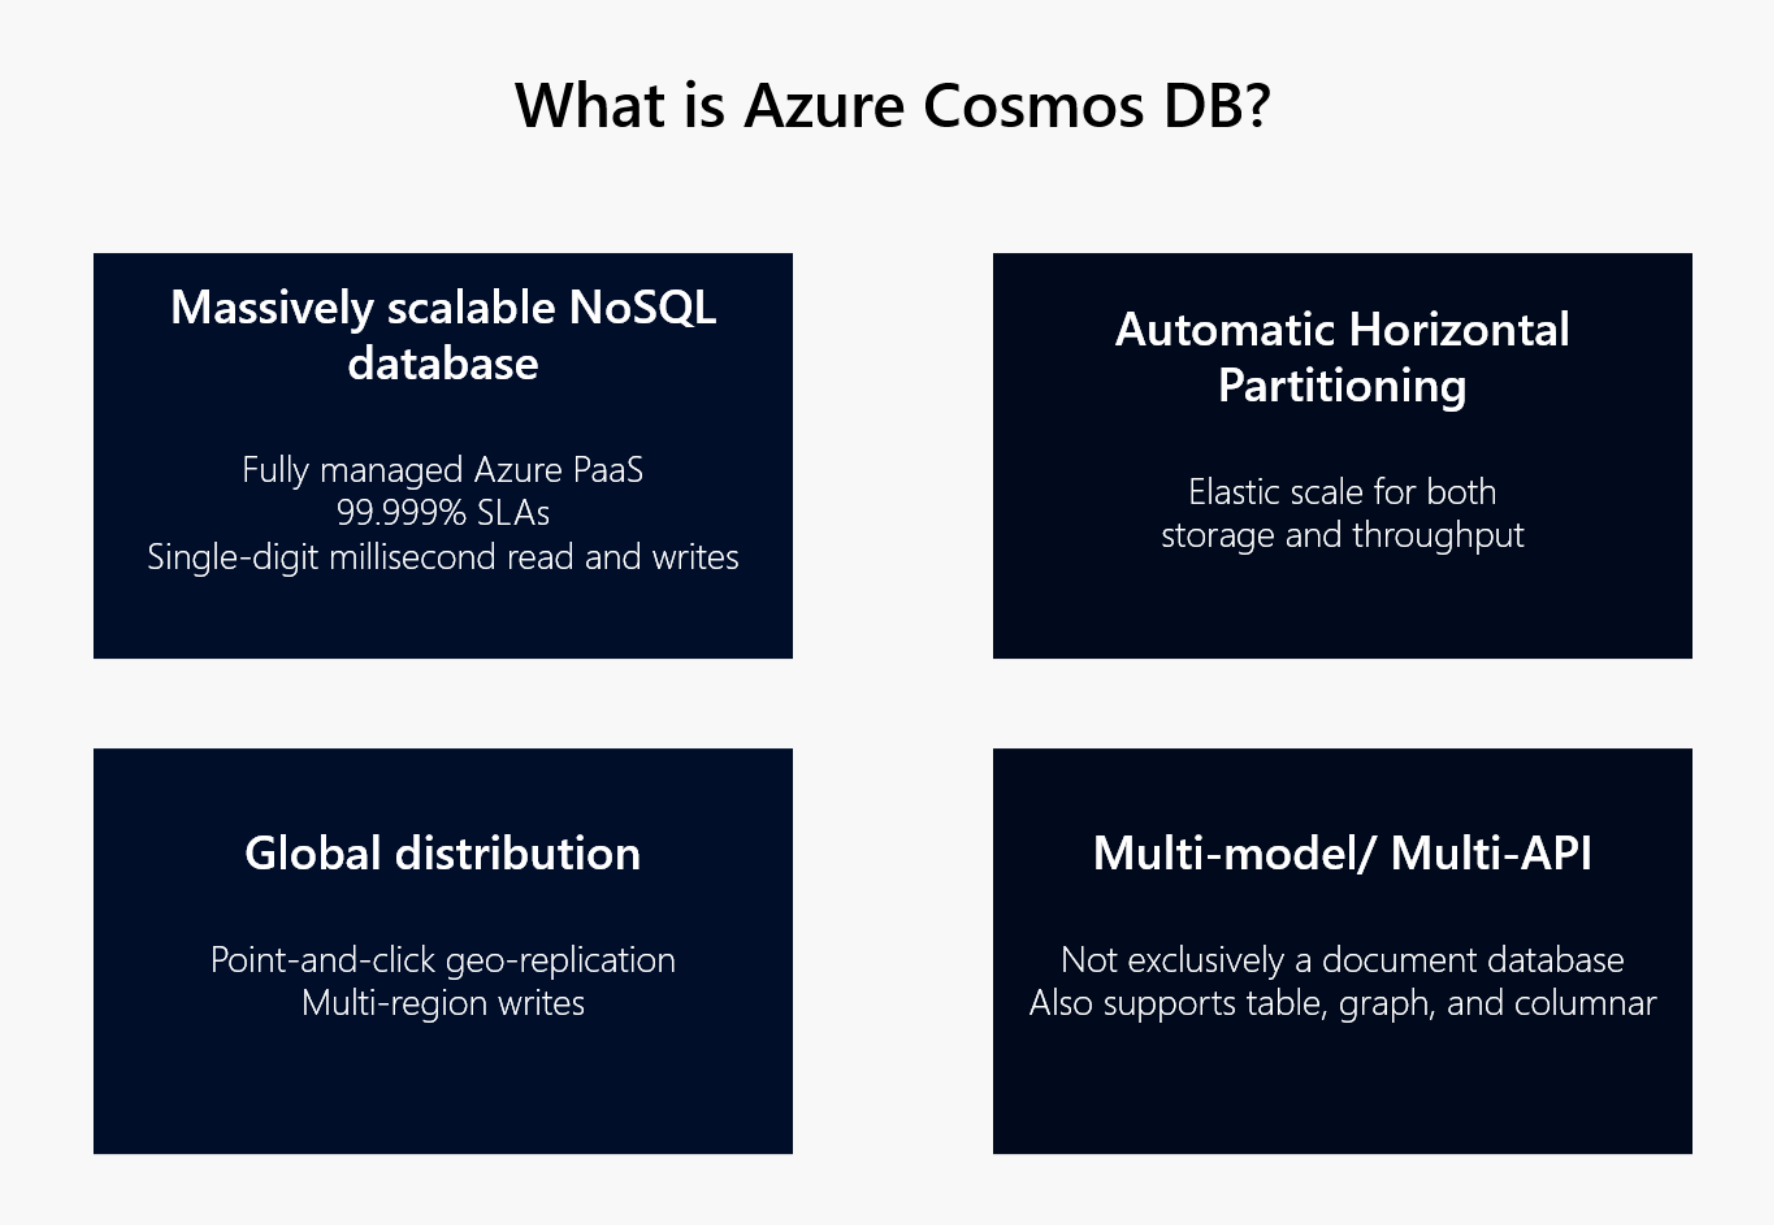 What is Azure Cosmos DB?
Massively scalable NoSQL
database
Fully managed Azure PaaS
99.999% SLAs
Single-digit millisecond read and writes
Automatic Horizontal
Partitioning
Elastic scale for both
storage and throughput
Global distribution
Point-and-click geo-replication
Multi-region writes
Multi-model/ Multi-API
Not exclusively a document database
Also supports table, graph, and columnar